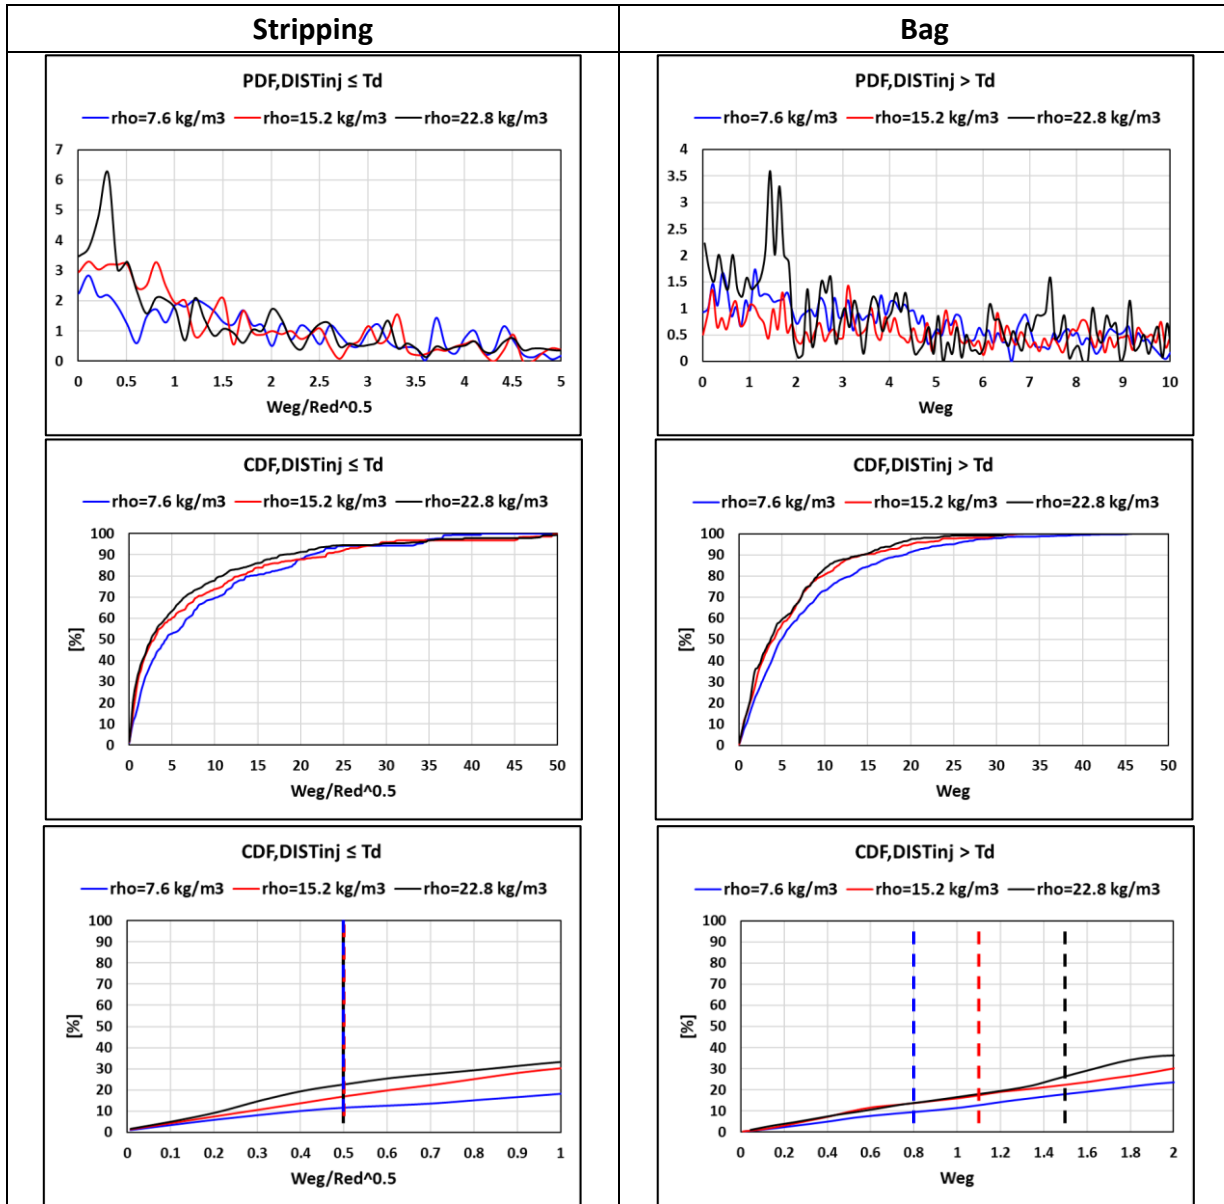 Stripping
Bag
PDF,DISTinj ≤ Td
rho=7.6 kg/m3 rho=15.2 kg/m3 rho=22.8 kg/m3
7
6
5
4
3
2
1
0
0 0.5 1 1.5 2 2.5 3 3.5 4 4.5 5
Weg/Red^0.5
PDF,DISTinj > Td
rho=7.6 kg/m3 rho=15.2 kg/m3 rho=22.8 kg/m3
4
3.5
3
2.5
2
1.5
1
0.5
0
0 1 2 3 4 5 6 7 8 9 10
Weg
CDF,DISTinj ≤ Td
rho=7.6 kg/m3 rho=15.2 kg/m3 rho=22.8 kg/m3
100
90
80
70
60
50
40
30
20
10
0
[%]
0 5 10 15 20 25 30 35 40 45 50
Weg/Red^0.5
CDF,DISTinj > Td
rho=7.6 kg/m3 rho=15.2 kg/m3 rho=22.8 kg/m3
100
90
80
70
60
50
40
30
20
10
0
[%]
0 5 10 15 20 25 30 35 40 45 50
Weg
CDF,DISTinj ≤ Td
rho=7.6 kg/m3 rho=15.2 kg/m3 rho=22.8 kg/m3
100
90
80
70
60
50
40
30
20
10
0
[%]
0 0.1 0.2 0.3 0.4 0.5 0.6 0.7 0.8 0.9 1
Weg/Red^0.5
CDF,DISTinj > Td
rho=7.6 kg/m3 rho=15.2 kg/m3 rho=22.8 kg/m3
100
90
80
70
60
50
40
30
20
10
0
[%]
0 0.2 0.4 0.6 0.8 1 1.2 1.4 1.6 1.8 2
Weg